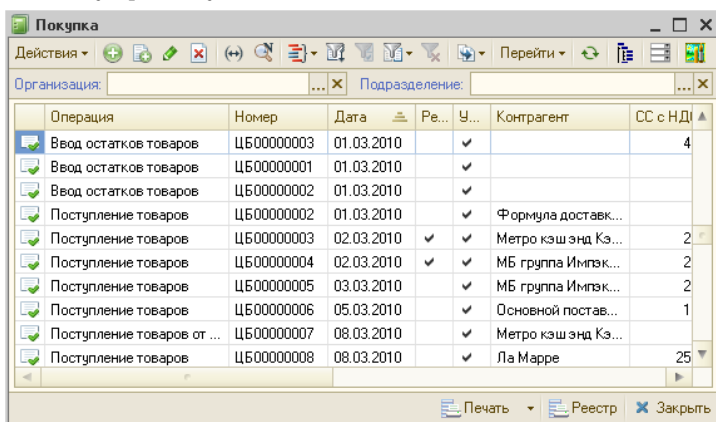 Покупка
Действия Перейти
Организация: ... Подразделение: ...
Операция Номер Дата Ре... У... Контрагент СС с НД
Ввод остатков товаров ЦБ00000003 01.03.2010 4
Ввод остатков товаров ЦБ00000001 01.03.2010
Ввод остатков товаров ЦБ00000002 01.03.2010
Поступление товаров ЦБ00000002 01.03.2010 Формула доставк...
Поступление товаров ЦБ00000003 02.03.2010 Метро кэш энд Кэ... 2
Поступление товаров ЦБ00000004 02.03.2010 МБ группа Импэк... 2
Поступление товаров ЦБ00000005 03.03.2010 МБ группа Импэк... 2
Поступление товаров ЦБ00000006 05.03.2010 Основной постав... 1
Поступление товаров от ... ЦБ00000007 08.03.2010 Метро кэш энд Кэ...
Поступление товаров ЦБ00000008 08.03.2010 Ла Марре 25
Печать Реестр Закрыть